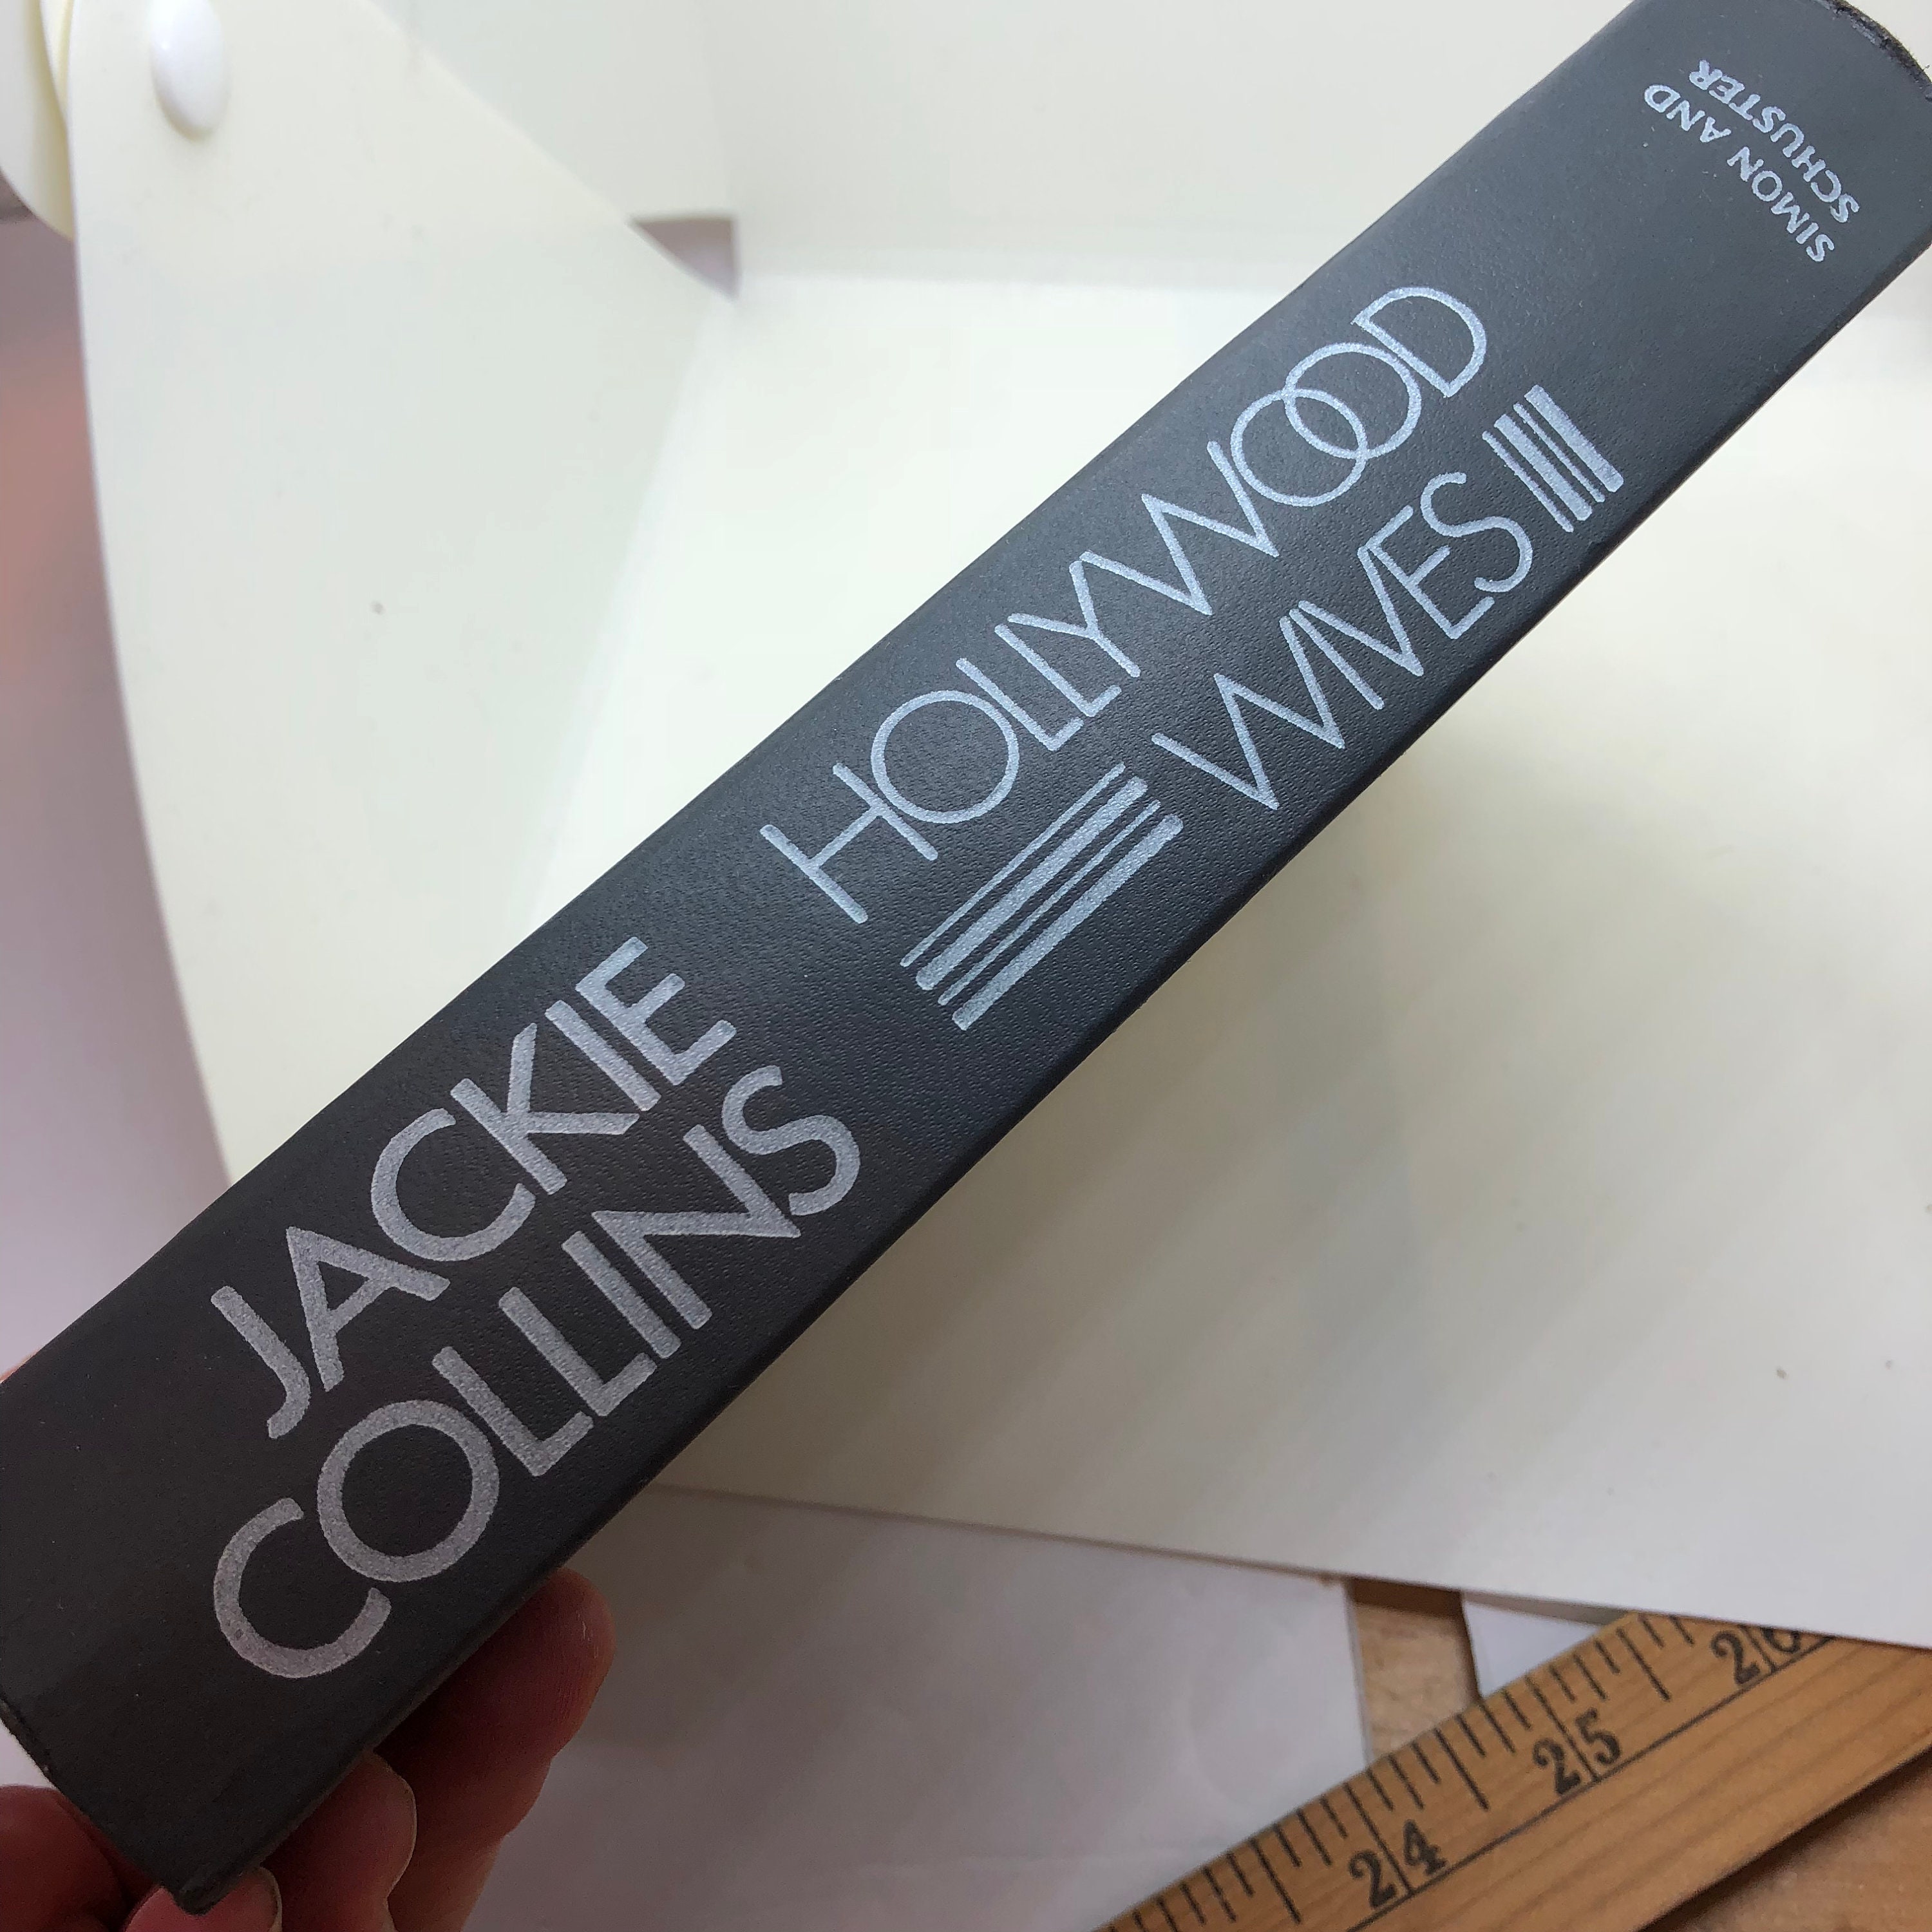 JACKIE
COLLINS
HOLLYWOOD
WIVES
SIMON AND
SCHUSTER
24
25
26